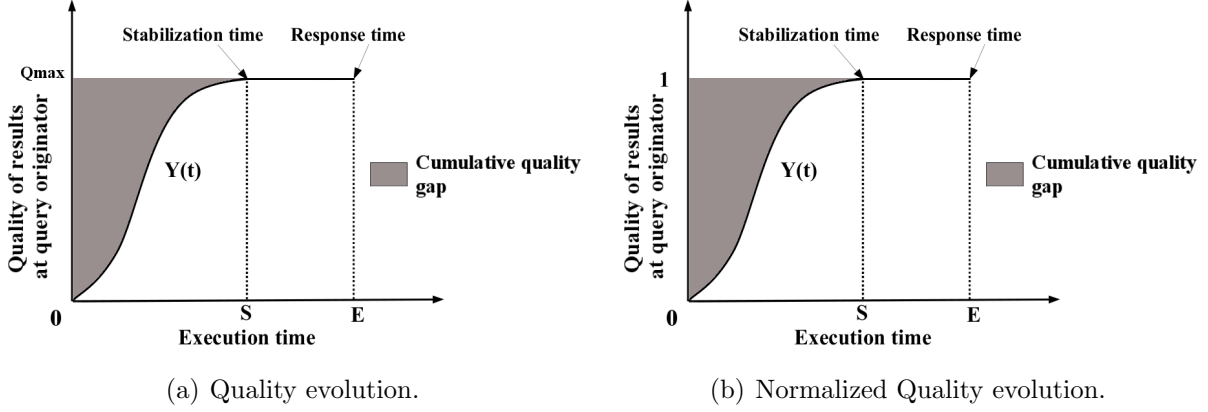 Stabilization time
Response time
Qmax
Quality of results
at query originator
Y(t)
Cumulative quality
gap
0
S
E
Execution time
(a) Quality evolution.
Stabilization time
Response time
1
Quality of results
at query originator
Y(t)
Cumulative quality
gap
0
S
E
Execution time
(b) Normalized Quality evolution.